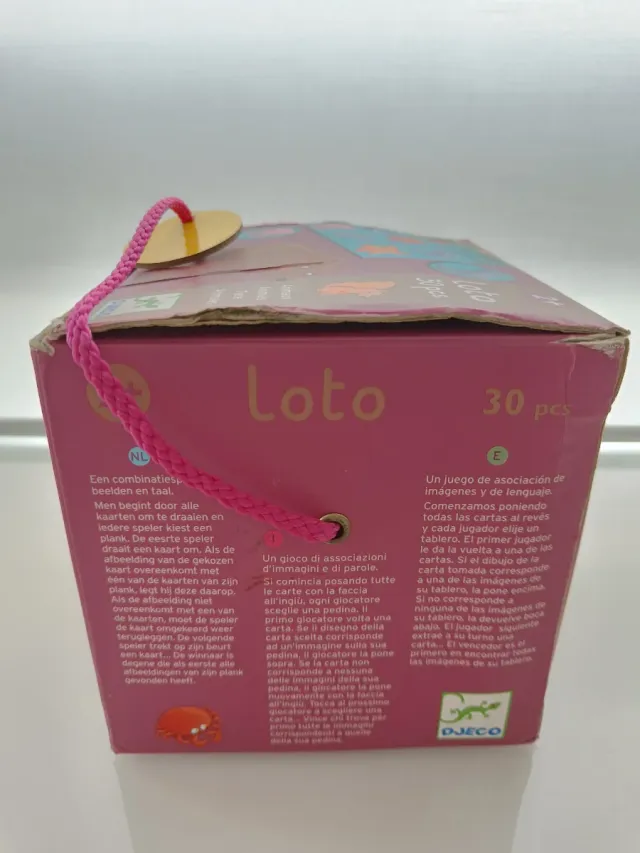 Loto
30 pcs
2+
DJECO
Loto
30 pcs
NL
Een
beelden en taal.
Men begint door alle
kaarten om te draaien en
iedere speler kiest een
plank. De eesrte speler
draait een kaart om. Als de
afbeelding van de gekozen
kaart overeenkomt met
één van de kaarten van zijn
plank, legt hij deze daarop.
Als de afbeelding niet
overeenkomt met een van
de kaarten, moet de speler
de kaart omgekeerd weer
terugleggen. De volgende
speler trekt op zijn beurt
een kaart... De winnaar is
degene die als eerste alle
afbeeldingen van zijn plank
gevonden heeft.
I
Un gioco di associazioni
d'immagini e di parole.
Si comincia posando tutte
le carte con la faccia
all'ingiù, ogni giocatore
sceglie una pedina. Il
primo giocatore volta una
carta. Se il disegno della
carta scelta corrisponde
ad un'immagine sulla sua
pedina, il giocatore la pone
sopra. Se la carta non
corrisponde a nessuna
delle immagini della sua
pedina, il giocatore la pone
nuovamente con la faccia
all'ingiù. Tocca al prossimo
giocatore a scegliere una
carta... Vince chi trova per
primo tutte le immagini
corrispondenti a quelle
della sua pedina.
E
Un juego de asociación de
imágenes y de lenguaje.
Comenzamos poniendo
todas las cartas al revés
y cada jugador elije un
tablero. El primer jugador
le da la vuelta a una de las
cartas. Si el dibujo de la
carta tomada corresponde
a una de las imágenes de
su tablero, la pone encima.
Si no corresponde a
ninguna de las imágenes de
su tablero, la devuelve boca
abajo. El jugador siguiente
extrae a su turno una
carta... El vencedor es el
primero en encontrar todas
las imágenes de su tablero.
DJECO